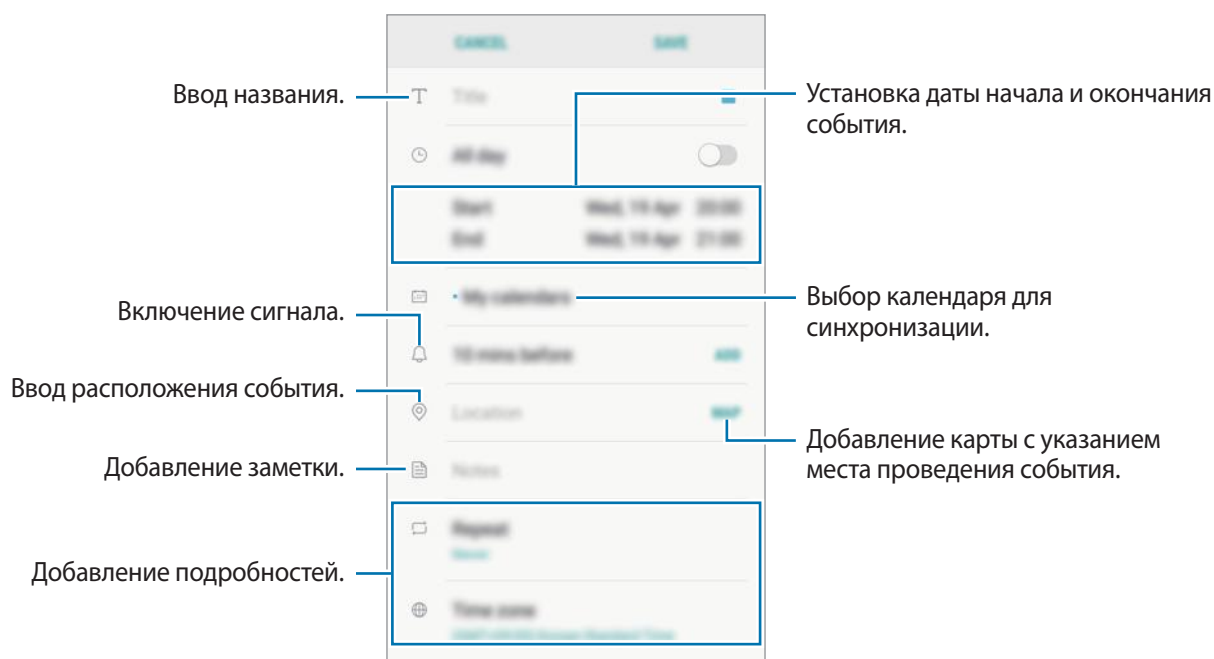 CANCEL SAVE
Ввод названия.
Title
Установка даты начала и окончания
события.
All day
Start Wed, 19 Apr 20:00
End Wed, 19 Apr 21:00
My calendars
Выбор календаря для
синхронизации.
Включение сигнала.
10 mins before ADD
Ввод расположения события.
Location MAP
Добавление карты с указанием
места проведения события.
Добавление заметки.
Notes
Repeat
Never
Добавление подробностей.
Time zone